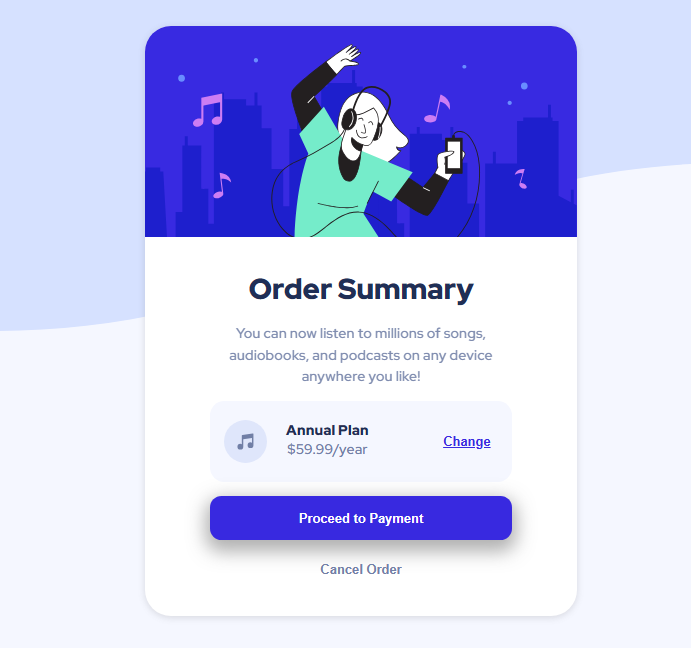 Order Summary
You can now listen to millions of songs,
audiobooks, and podcasts on any device
anywhere you like!
Annual Plan
$59.99/year
Change
Proceed to Payment
Cancel Order